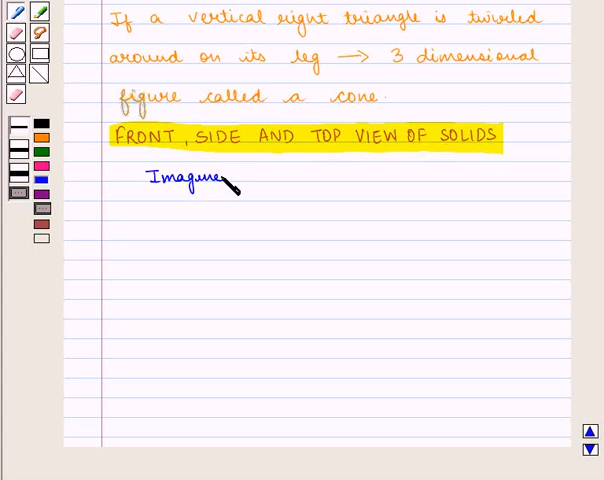 If a vertical right triangle is twirled
around on its leg → 3 dimensional
figure called a cone.
FRONT, SIDE AND TOP VIEW OF SOLIDS
Imagine